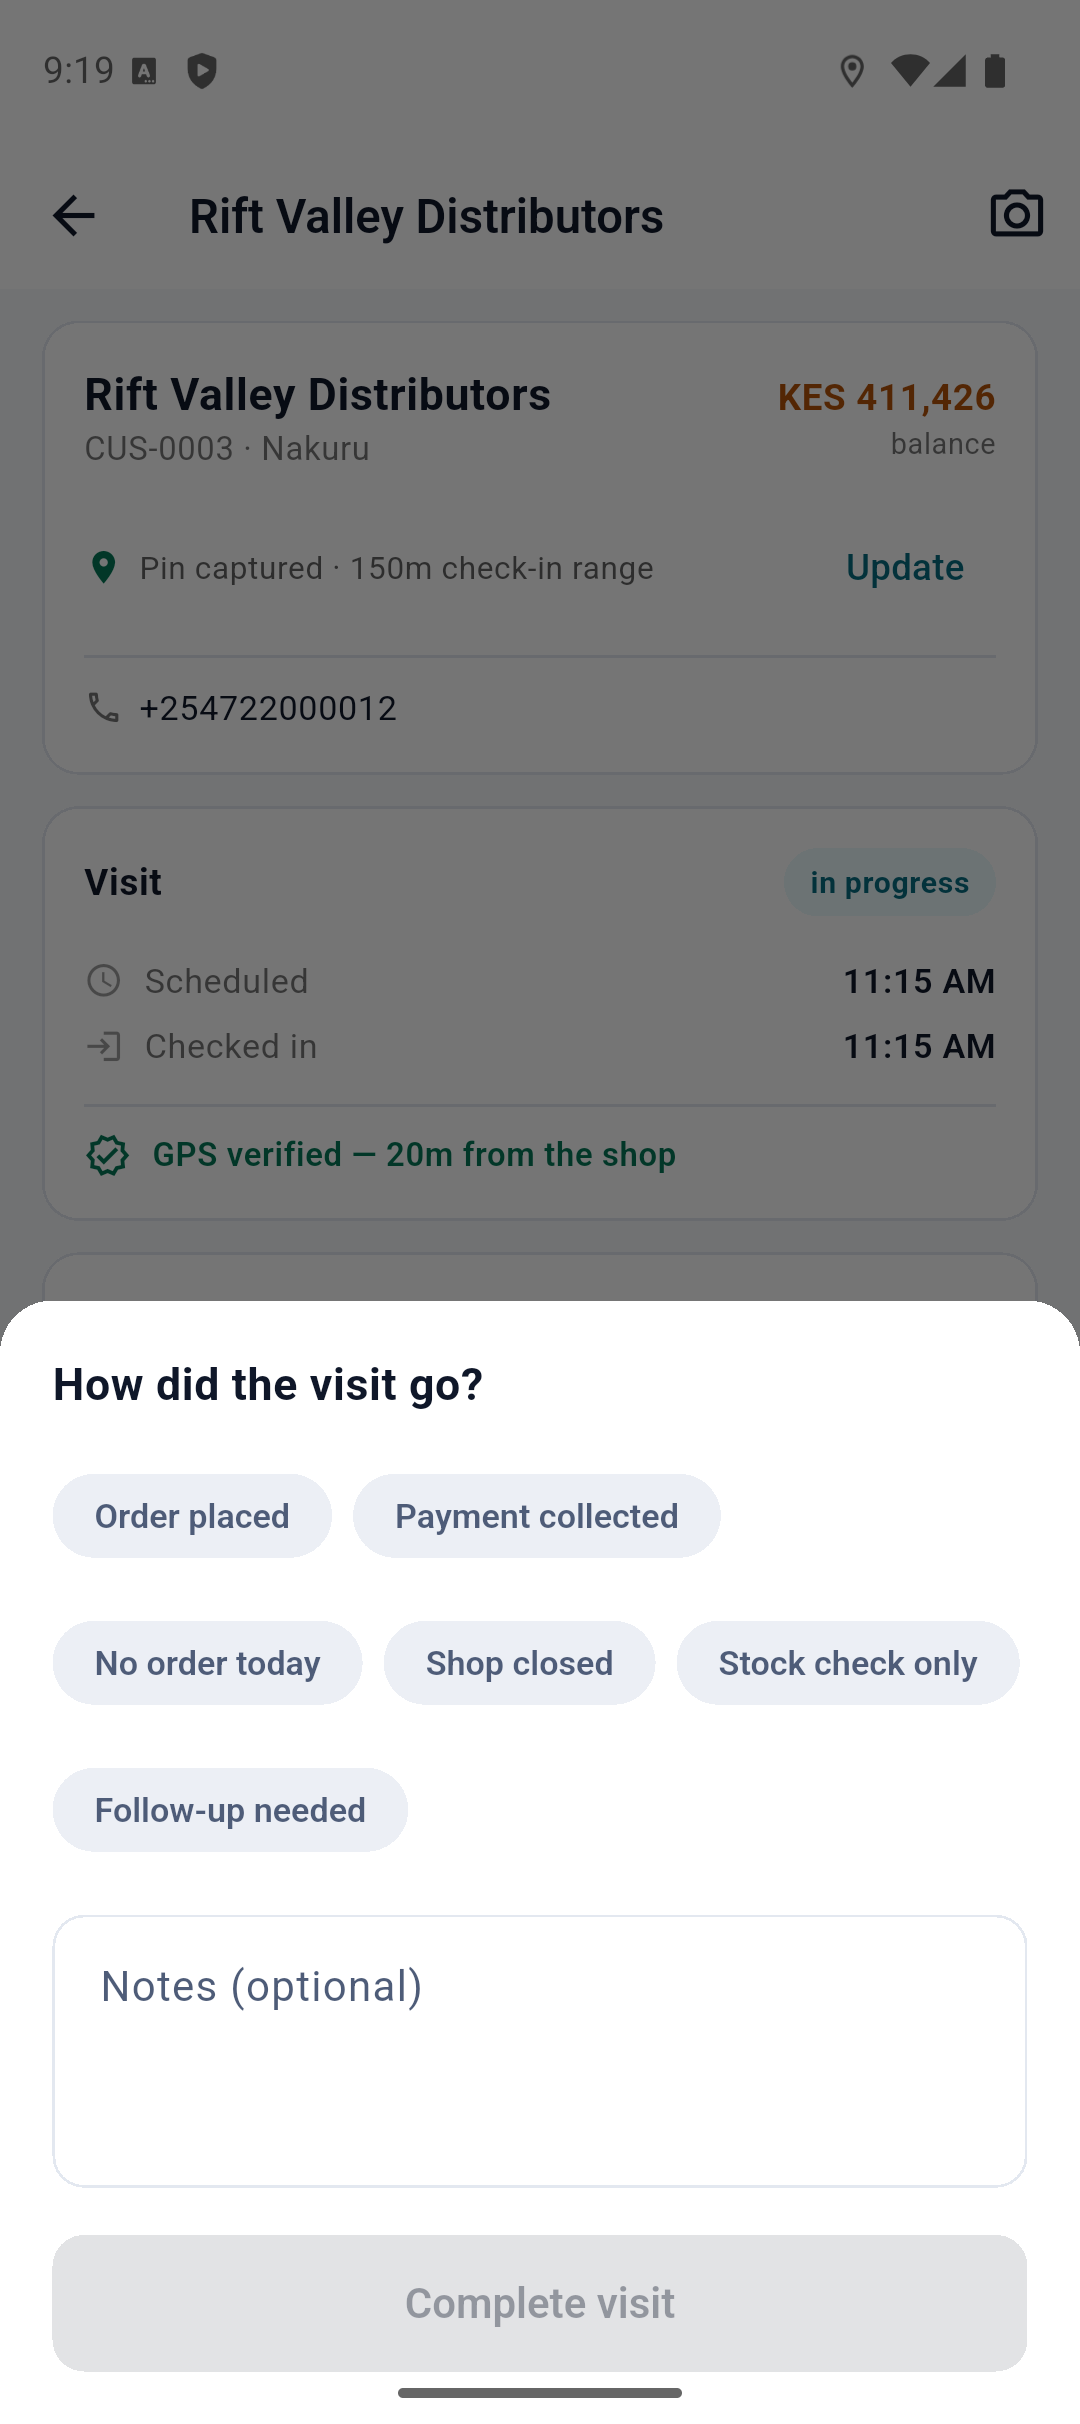 9:19
Rift Valley Distributors
Rift Valley Distributors
KES 411,426
CUS-0003 · Nakuru
balance
Pin captured · 150m check-in range
Update
+254722000012
Visit
in progress
Scheduled
11:15 AM
Checked in
11:15 AM
GPS verified — 20m from the shop
How did the visit go?
Order placed
Payment collected
No order today
Shop closed
Stock check only
Follow-up needed
Notes (optional)
Complete visit